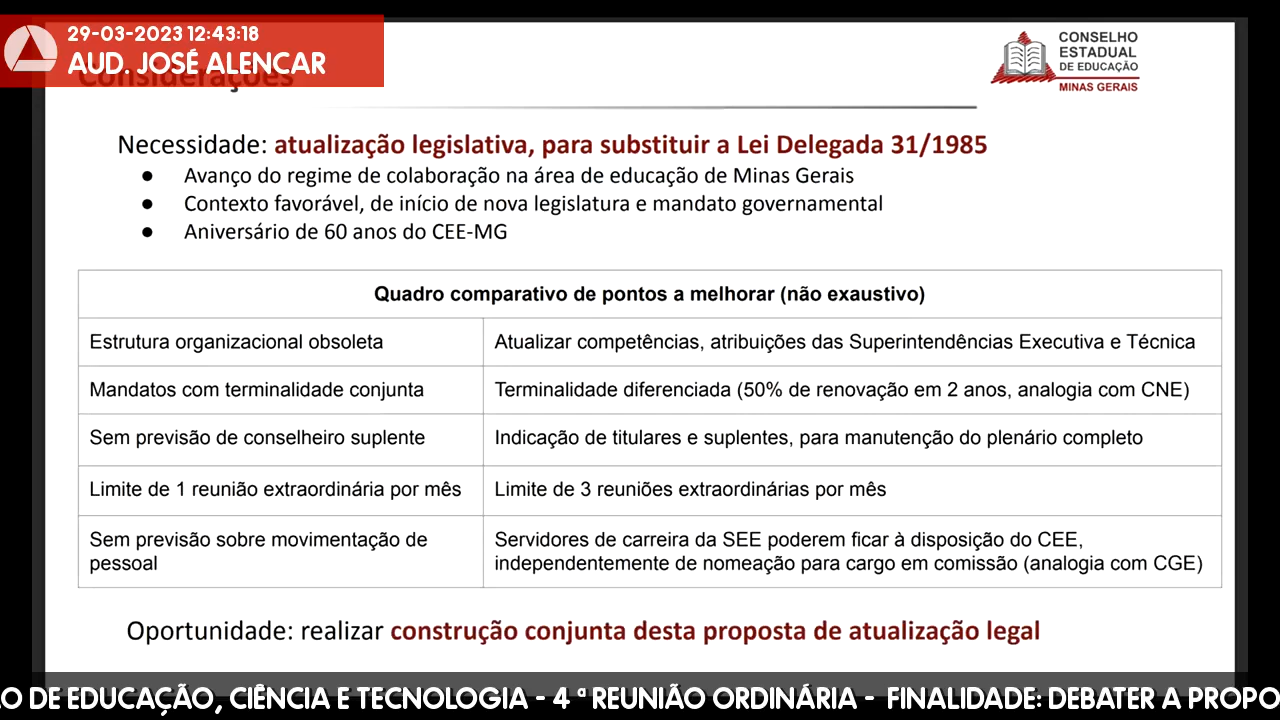 29-03-2023 12:43:18
AUD. JOSÉ ALENCAR
Considerações
CONSELHO
ESTADUAL
DE EDUCAÇÃO
MINAS GERAIS
Necessidade: atualização legislativa, para substituir a Lei Delegada 31/1985
● Avanço do regime de colaboração na área de educação de Minas Gerais
● Contexto favorável, de início de nova legislatura e mandato governamental
● Aniversário de 60 anos do CEE-MG
Quadro comparativo de pontos a melhorar (não exaustivo)
Estrutura organizacional obsoleta
Atualizar competências, atribuições das Superintendências Executiva e Técnica
Mandatos com terminalidade conjunta
Terminalidade diferenciada (50% de renovação em 2 anos, analogia com CNE)
Sem previsão de conselheiro suplente
Indicação de titulares e suplentes, para manutenção do plenário completo
Limite de 1 reunião extraordinária por mês
Limite de 3 reuniões extraordinárias por mês
Sem previsão sobre movimentação de
pessoal
Servidores de carreira da SEE poderem ficar à disposição do CEE,
independentemente de nomeação para cargo em comissão (analogia com CGE)
Oportunidade: realizar construção conjunta desta proposta de atualização legal
O DE EDUCAÇÃO, CIÊNCIA E TECNOLOGIA - 4 ª REUNIÃO ORDINÁRIA - FINALIDADE: DEBATER A PROPO